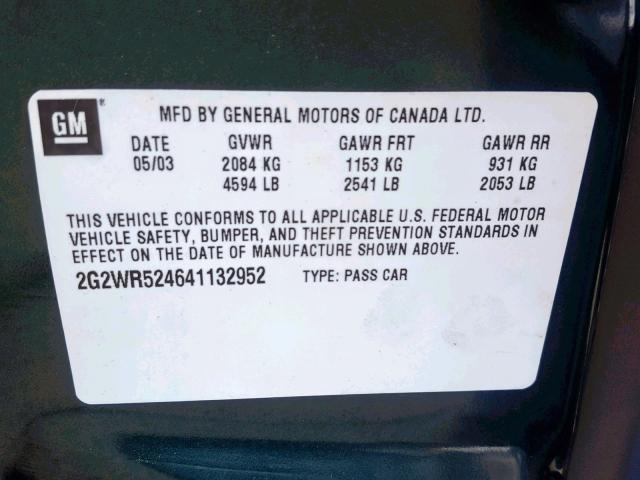 GM®
MFD BY GENERAL MOTORS OF CANADA LTD.
DATE GVWR GAWR FRT GAWR RR
05/03 2084 KG 1153 KG 931 KG
4594 LB 2541 LB 2053 LB
THIS VEHICLE CONFORMS TO ALL APPLICABLE U.S. FEDERAL MOTOR
VEHICLE SAFETY, BUMPER, AND THEFT PREVENTION STANDARDS IN
EFFECT ON THE DATE OF MANUFACTURE SHOWN ABOVE.
2G2WR524641132952 TYPE: PASS CAR